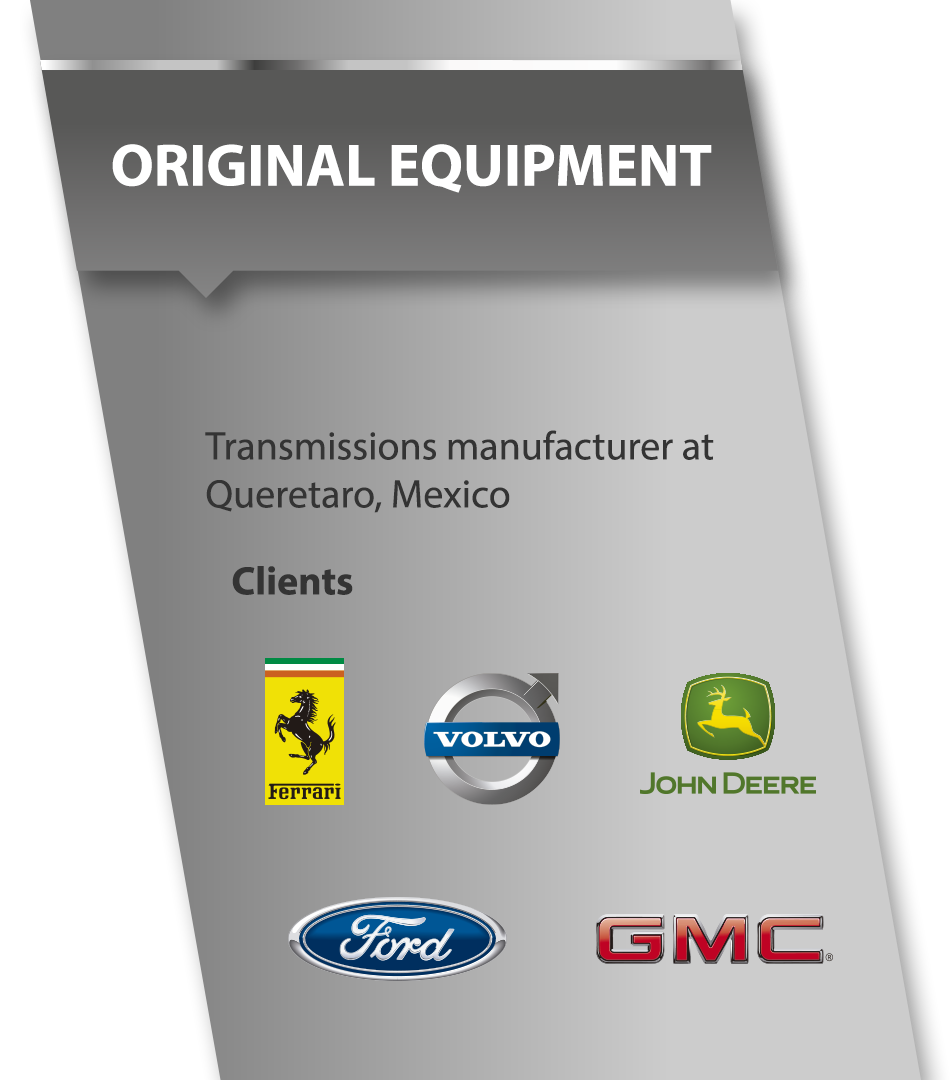 ORIGINAL EQUIPMENT
Transmissions manufacturer at
Queretaro, Mexico
Clients
Ferrari
VOLVO
JOHN DEERE
Ford
GMC®